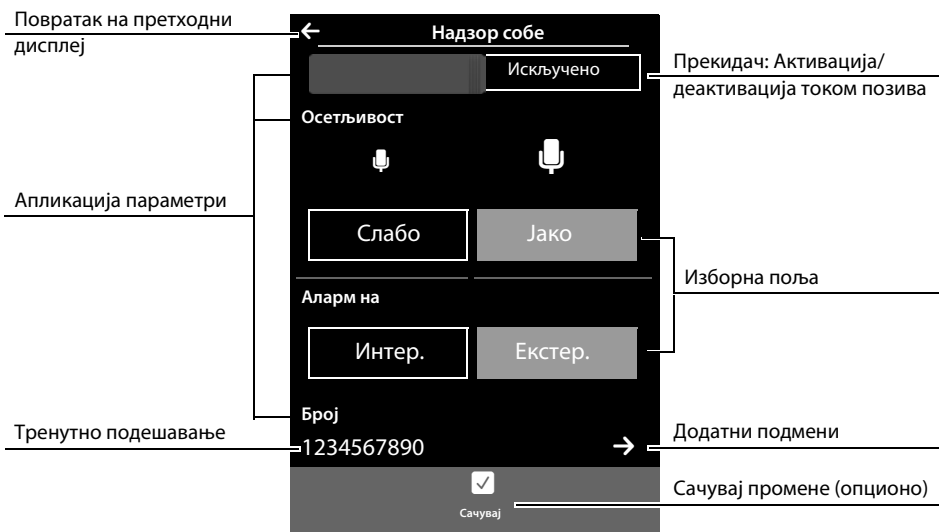 Повратак на претходни
дисплеј
Надзор собе
Искључено
Прекидач: Активација/
деактивација током позива
Осетљивост
Апликација параметри
Слабо
Јако
Изборна поља
Аларм на
Интер.
Екстер.
Број
Тренутно подешавање
1234567890
Додатни подмени
Сачувај промене (опционо)
Сачувај